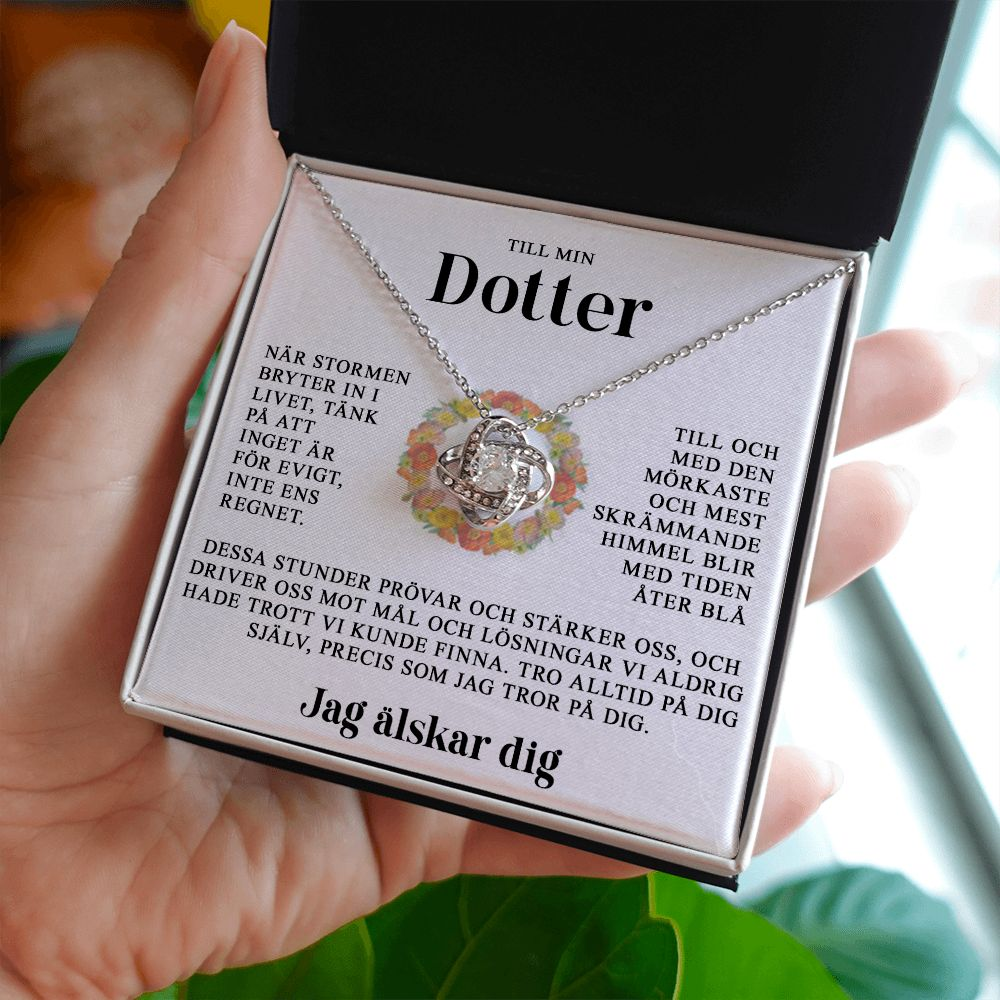 TILL MIN
Dotter
NÄR STORMEN
BRYTER IN I
LIVET, TÄNK
PÅ ATT
INGET ÄR
FÖR EVIGT,
INTE ENS
REGNET.
TILL OCH
MED DEN
MÖRKASTE
OCH MEST
SKRÄMMANDE
HIMMEL BLIR
MED TIDEN
ÅTER BLÅ
DESSA STUNDER PRÖVAR OCH STÄRKER OSS, OCH
DRIVER OSS MOT MÅL OCH LÖSNINGAR VI ALDRIG
HADE TROTT VI KUNDE FINNA. TRO ALLTID PÅ DIG
SJÄLV, PRECIS SOM JAG TROR PÅ DIG.
Jag älskar dig